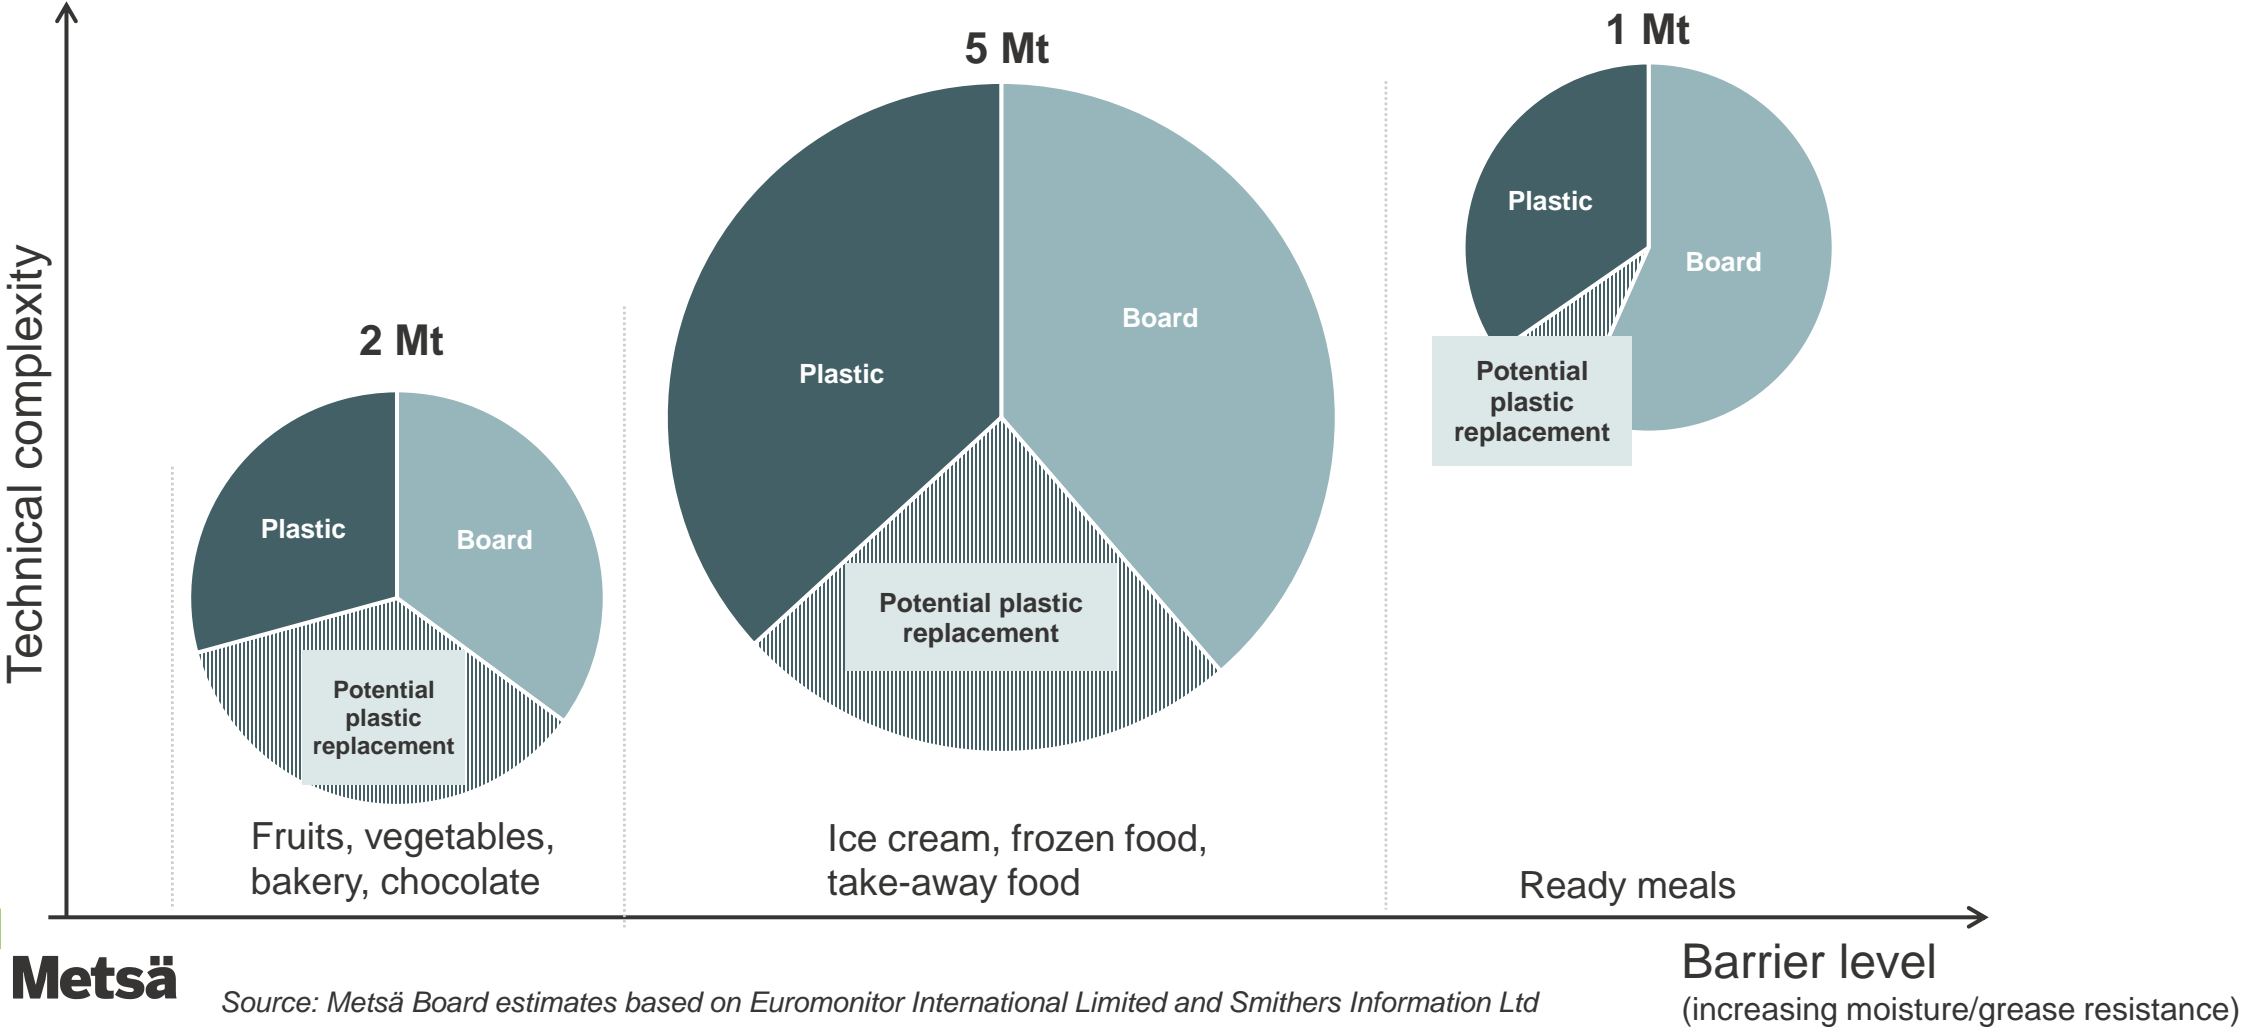 Technical complexity
2 Mt
Plastic
Board
Potential
plastic
replacement
Fruits, vegetables,
bakery, chocolate
5 Mt
Plastic
Board
Potential plastic
replacement
Ice cream, frozen food,
take-away food
1 Mt
Plastic
Board
Potential
plastic
replacement
Ready meals
Barrier level
(increasing moisture/grease resistance)
Metsä
Source: Metsä Board estimates based on Euromonitor International Limited and Smithers Information Ltd